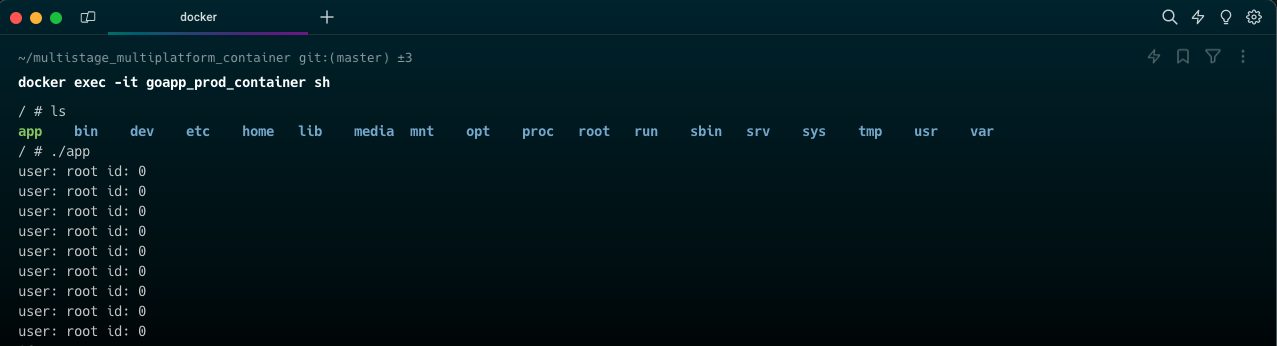 docker
~/multistage_multiplatform_container git:(master) ±3
docker exec -it goapp_prod_container sh
/ # ls
app bin dev etc home lib media mnt opt proc root run sbin srv sys tmp usr var
/ # ./app
user: root id: 0
user: root id: 0
user: root id: 0
user: root id: 0
user: root id: 0
user: root id: 0
user: root id: 0
user: root id: 0
user: root id: 0